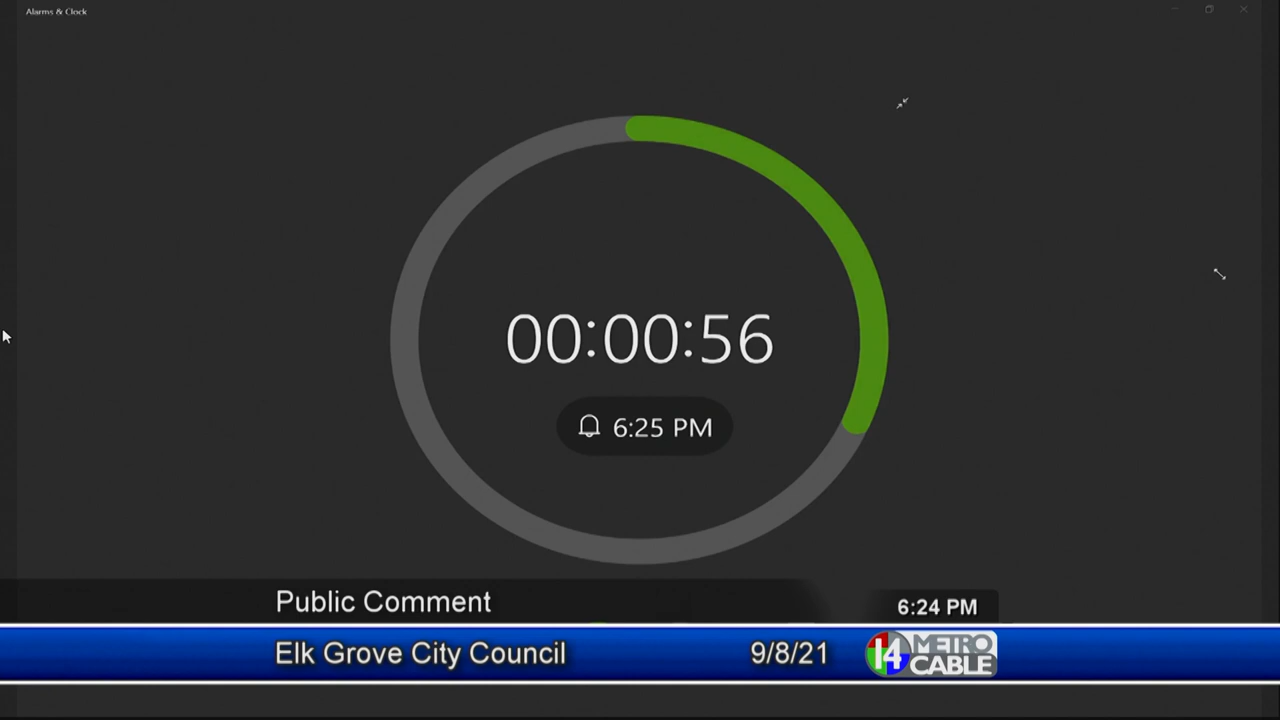 Alarms & Clock
00:00:56
6:25 PM
Public Comment
6:24 PM
Elk Grove City Council
9/8/21
14 METRO CABLE